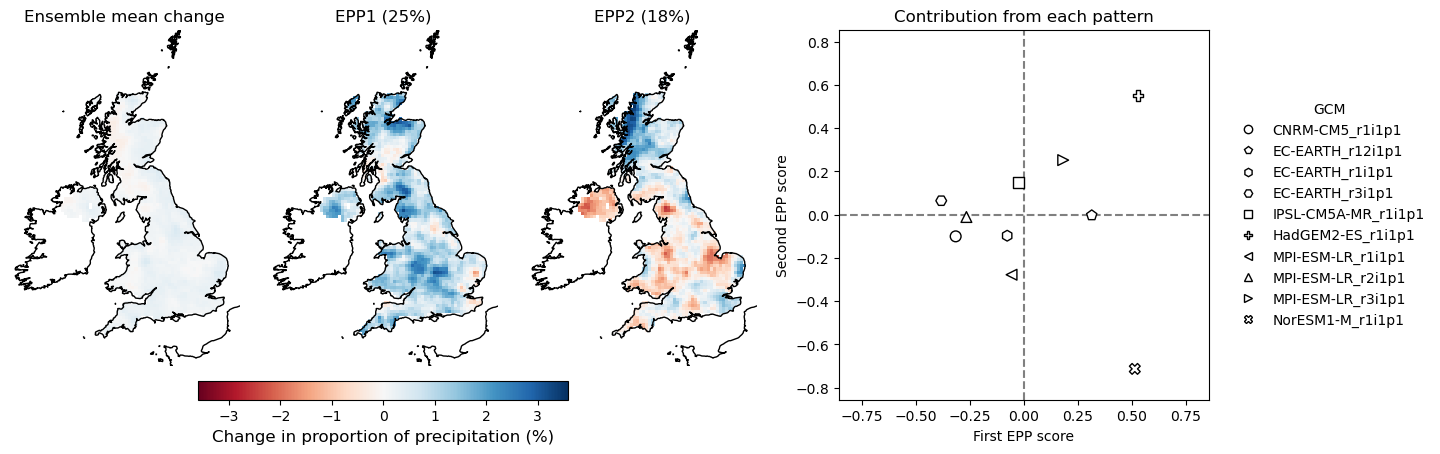 Ensemble mean change
EPP1 (25%)
EPP2 (18%)
−3 −2 −1 0 1 2 3
Change in proportion of precipitation (%)
Contribution from each pattern
Second EPP score
0.8
0.6
0.4
0.2
0.0
−0.2
−0.4
−0.6
−0.8
−0.75 −0.50 −0.25 0.00 0.25 0.50 0.75
First EPP score
GCM
CNRM-CM5_r1i1p1
EC-EARTH_r12i1p1
EC-EARTH_r1i1p1
EC-EARTH_r3i1p1
IPSL-CM5A-MR_r1i1p1
HadGEM2-ES_r1i1p1
MPI-ESM-LR_r1i1p1
MPI-ESM-LR_r2i1p1
MPI-ESM-LR_r3i1p1
NorESM1-M_r1i1p1